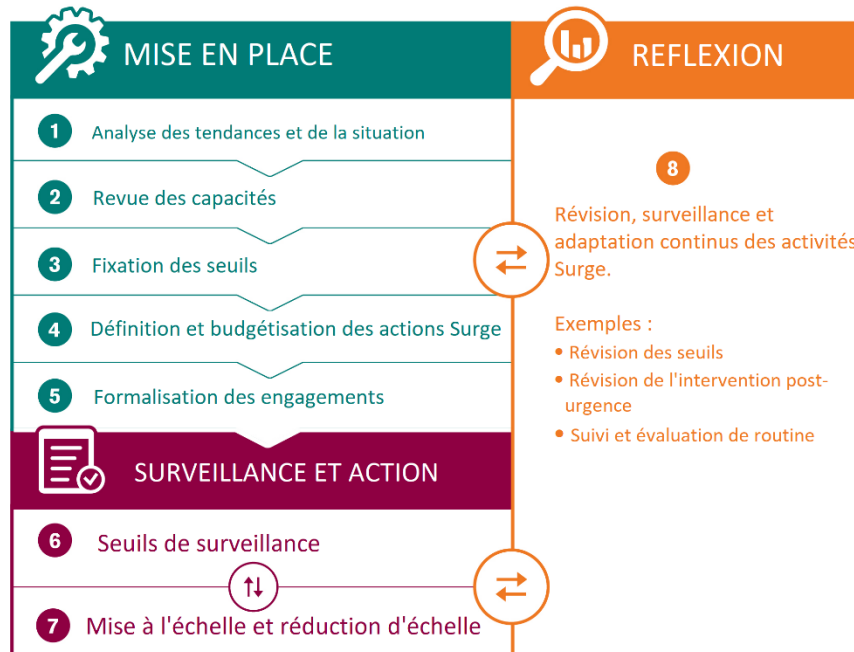 MISE EN PLACE
1 Analyse des tendances et de la situation
2 Revue des capacités
3 Fixation des seuils
4 Définition et budgétisation des actions Surge
5 Formalisation des engagements
SURVEILLANCE ET ACTION
6 Seuils de surveillance
7 Mise à l'échelle et réduction d'échelle
REFLEXION
8
Révision, surveillance et
adaptation continus des activités
Surge.
Exemples :
• Révision des seuils
• Révision de l'intervention post-
urgence
• Suivi et évaluation de routine